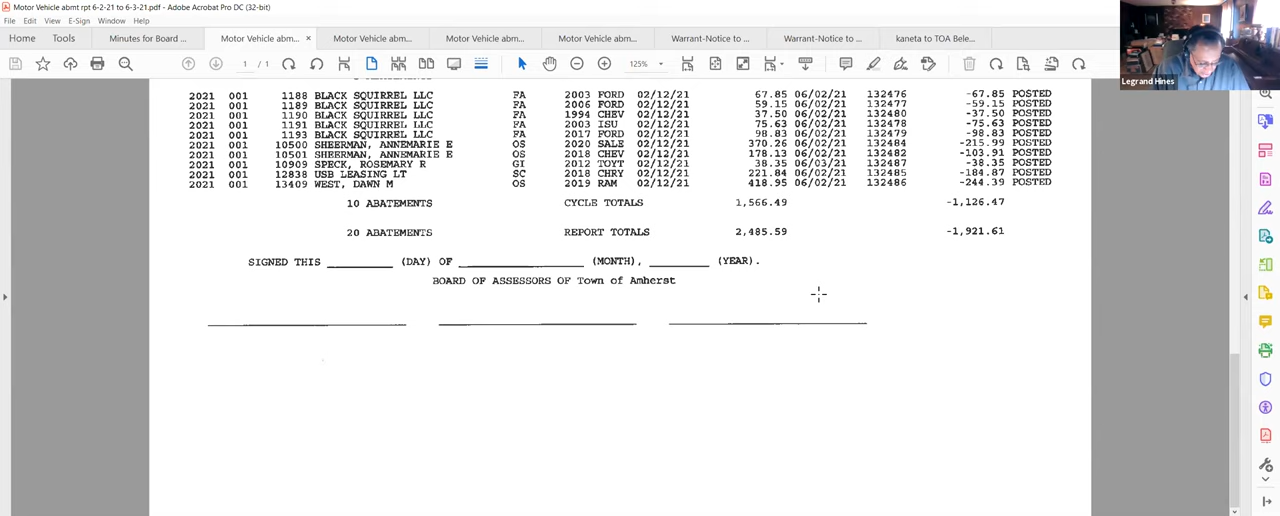 Motor Vehicle abmt rpt 6-2-21 to 6-3-21.pdf - Adobe Acrobat Pro DC (32-bit)
File Edit View E-Sign Window Help
Home Tools Minutes for Board ... Motor Vehicle abm... × Motor Vehicle abm... Motor Vehicle abm... Motor Vehicle abm... Warrant-Notice to ... Warrant-Notice to ... kaneta to TOA Bele...
1 / 1 125%
Legrand Hines
2021 001 1188 BLACK SQUIRREL LLC FA 2003 FORD 02/12/21 67.85 06/02/21 132476 -67.85 POSTED
2021 001 1189 BLACK SQUIRREL LLC FA 2006 FORD 02/12/21 59.15 06/02/21 132477 -59.15 POSTED
2021 001 1190 BLACK SQUIRREL LLC FA 1994 CHEV 02/12/21 37.50 06/02/21 132480 -37.50 POSTED
2021 001 1191 BLACK SQUIRREL LLC FA 2003 ISU 02/12/21 75.63 06/02/21 132478 -75.63 POSTED
2021 001 1193 BLACK SQUIRREL LLC FA 2017 FORD 02/12/21 98.83 06/02/21 132479 -98.83 POSTED
2021 001 10500 SHEERMAN, ANNEMARIE E OS 2020 SALE 02/12/21 370.26 06/02/21 132484 -215.99 POSTED
2021 001 10501 SHEERMAN, ANNEMARIE E OS 2018 CHEV 02/12/21 178.13 06/02/21 132482 -103.91 POSTED
2021 001 10909 SPECK, ROSEMARY R GI 2012 TOYT 02/12/21 38.35 06/03/21 132487 -38.35 POSTED
2021 001 12838 USB LEASING LT SC 2018 CHRY 02/12/21 221.84 06/02/21 132485 -184.87 POSTED
2021 001 13409 WEST, DAWN M OS 2019 RAM 02/12/21 418.95 06/02/21 132486 -244.39 POSTED
10 ABATEMENTS CYCLE TOTALS 1,566.49 -1,126.47
20 ABATEMENTS REPORT TOTALS 2,485.59 -1,921.61
SIGNED THIS _________ (DAY) OF _________________ (MONTH), ________ (YEAR).
BOARD OF ASSESSORS OF Town of Amherst